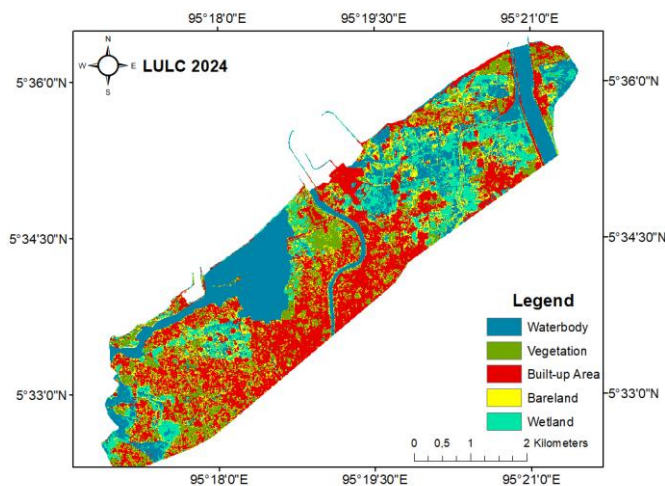 95°18'0"E 95°19'30"E 95°21'0"E
N
W E
S
LULC 2024
5°36'0"N 5°36'0"N
5°34'30"N 5°34'30"N
5°33'0"N 5°33'0"N
Legend
Waterbody
Vegetation
Built-up Area
Bareland
Wetland
0 0,5 1 2 Kilometers
95°18'0"E 95°19'30"E 95°21'0"E